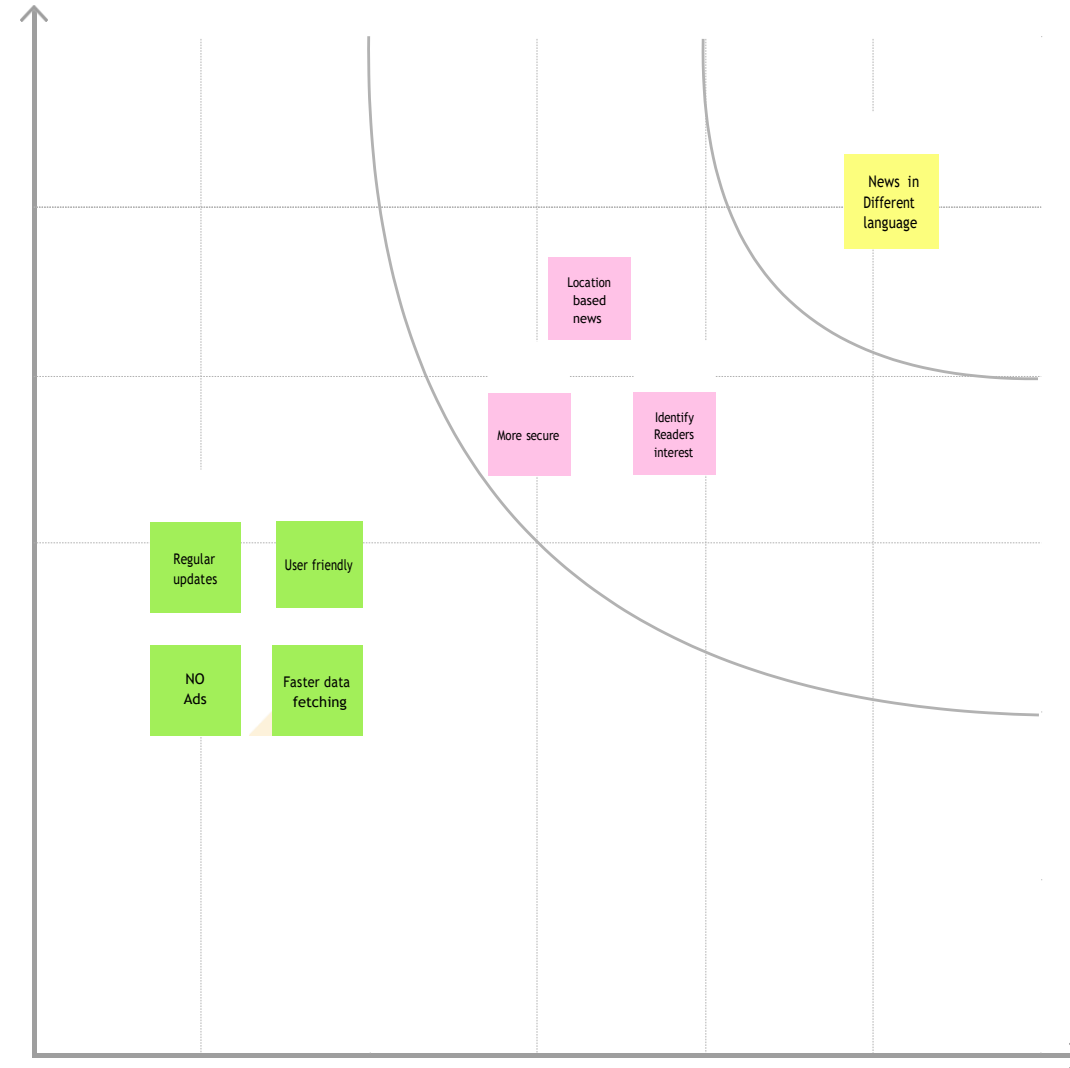 News in
Different
language
Location
based
news
More secure
Identify
Readers
interest
Regular
updates
User friendly
NO
Ads
Faster data
fetching